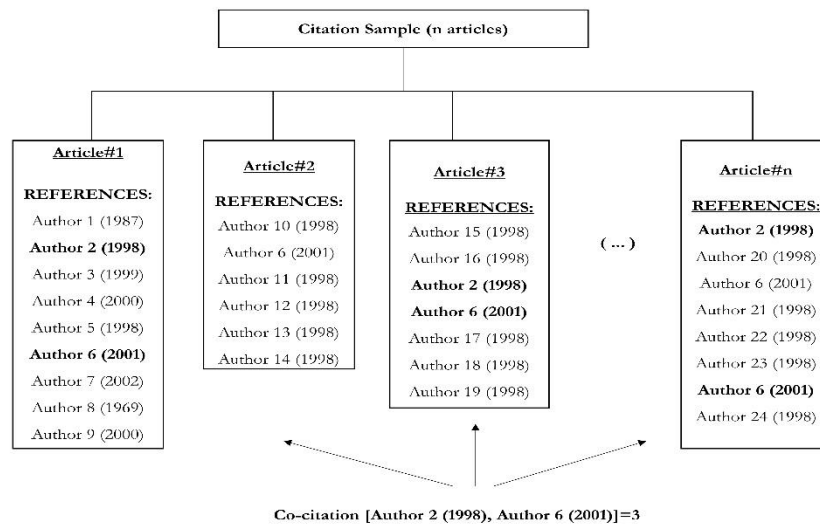 Citation Sample (n articles)
Article#1
REFERENCES:
Author 1 (1987)
Author 2 (1998)
Author 3 (1999)
Author 4 (2000)
Author 5 (1998)
Author 6 (2001)
Author 7 (2002)
Author 8 (1969)
Author 9 (2000)
Article#2
REFERENCES:
Author 10 (1998)
Author 6 (2001)
Author 11 (1998)
Author 12 (1998)
Author 13 (1998)
Author 14 (1998)
Article#3
REFERENCES:
Author 15 (1998)
Author 16 (1998)
Author 2 (1998)
Author 6 (2001)
Author 17 (1998)
Author 18 (1998)
Author 19 (1998)
( ... )
Article#n
REFERENCES:
Author 2 (1998)
Author 20 (1998)
Author 6 (2001)
Author 21 (1998)
Author 22 (1998)
Author 23 (1998)
Author 6 (2001)
Author 24 (1998)
Co-citation [Author 2 (1998), Author 6 (2001)]=3